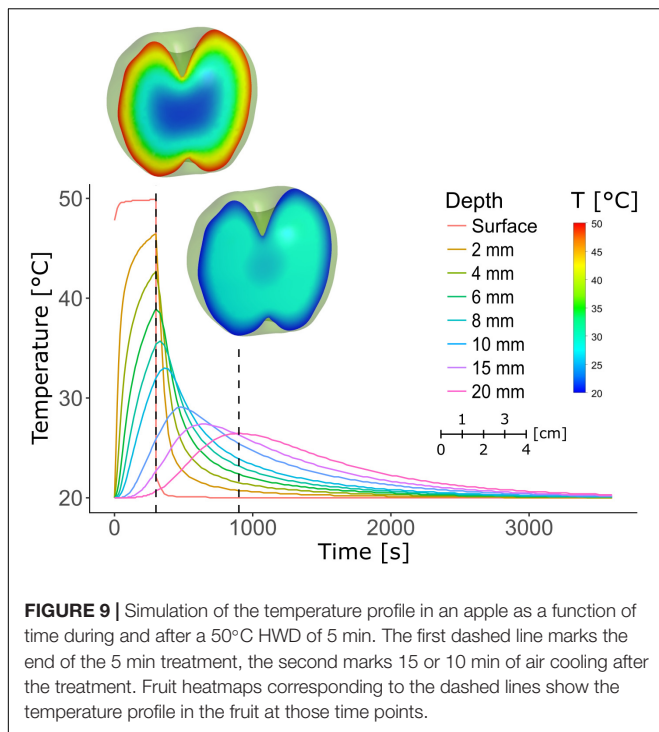 Depth
T [°C]
50
40
30
20
Temperature [°C]
Surface
2 mm
4 mm
6 mm
8 mm
10 mm
15 mm
20 mm
50
45
40
35
30
25
20
1 3
[cm]
0 2 4
0 1000 2000 3000
Time [s]
FIGURE 9 | Simulation of the temperature profile in an apple as a function of
time during and after a 50°C HWD of 5 min. The first dashed line marks the
end of the 5 min treatment, the second marks 15 or 10 min of air cooling after
the treatment. Fruit heatmaps corresponding to the dashed lines show the
temperature profile in the fruit at those time points.